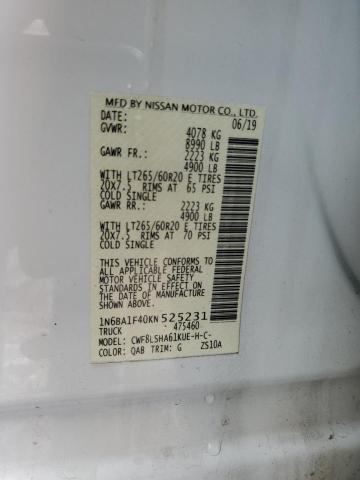 MFD BY NISSAN MOTOR CO., LTD.
DATE: 06/19
GVWR: 4078 KG
8990 LB
GAWR FR.: 2223 KG
4900 LB
WITH LT265/60R20 E TIRES
20X7.5 RIMS AT 65 PSI
COLD SINGLE
GAWR RR.: 2223 KG
4900 LB
WITH LT265/60R20 E TIRES
20X7.5 RIMS AT 70 PSI
COLD SINGLE
THIS VEHICLE CONFORMS TO
ALL APPLICABLE FEDERAL
MOTOR VEHICLE SAFETY
STANDARDS IN EFFECT ON THE
DATE OF MANUFACTURE SHOWN
ABOVE.
1N6BA1F40KN525231
TRUCK 475460
MODEL: CWF8LSHA61KUE-H-C-
COLOR: QAB TRIM: G ZS10A